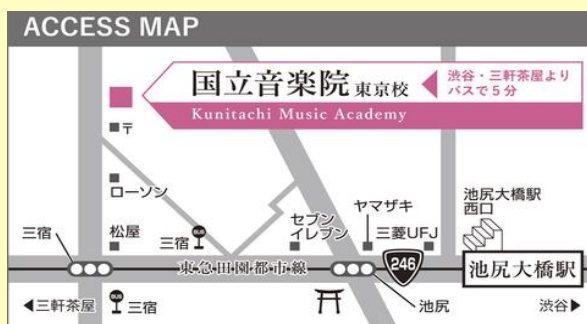 ACCESS MAP
国立音楽院 東京校
Kunitachi Music Academy
渋谷・三軒茶屋より
バスで5分
〒
ローソン
松屋
三宿
BUS
三宿
セブン
イレブン
ヤマザキ
三菱UFJ
池尻大橋駅
西口
東急田園都市線
246
池尻大橋駅
◀三軒茶屋
BUS
三宿
池尻
渋谷▶